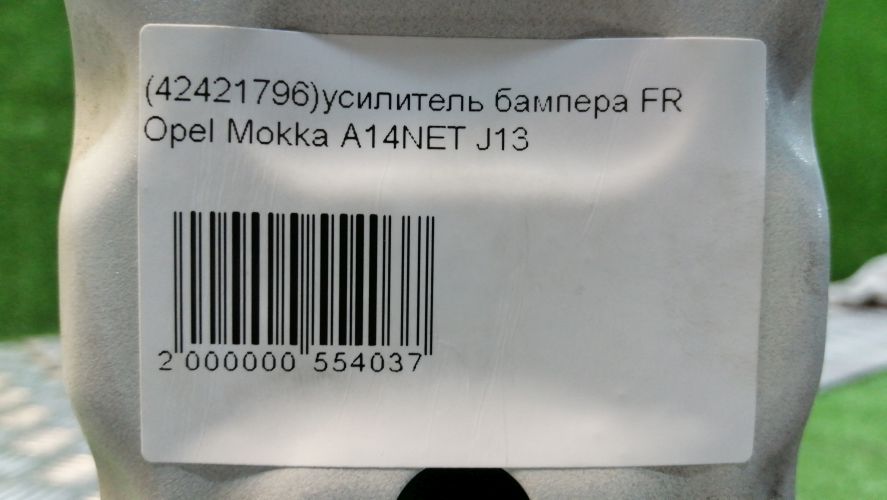 (42421796)усилитель бампера FR
Opel Mokka A14NET J13
2 000000 554037